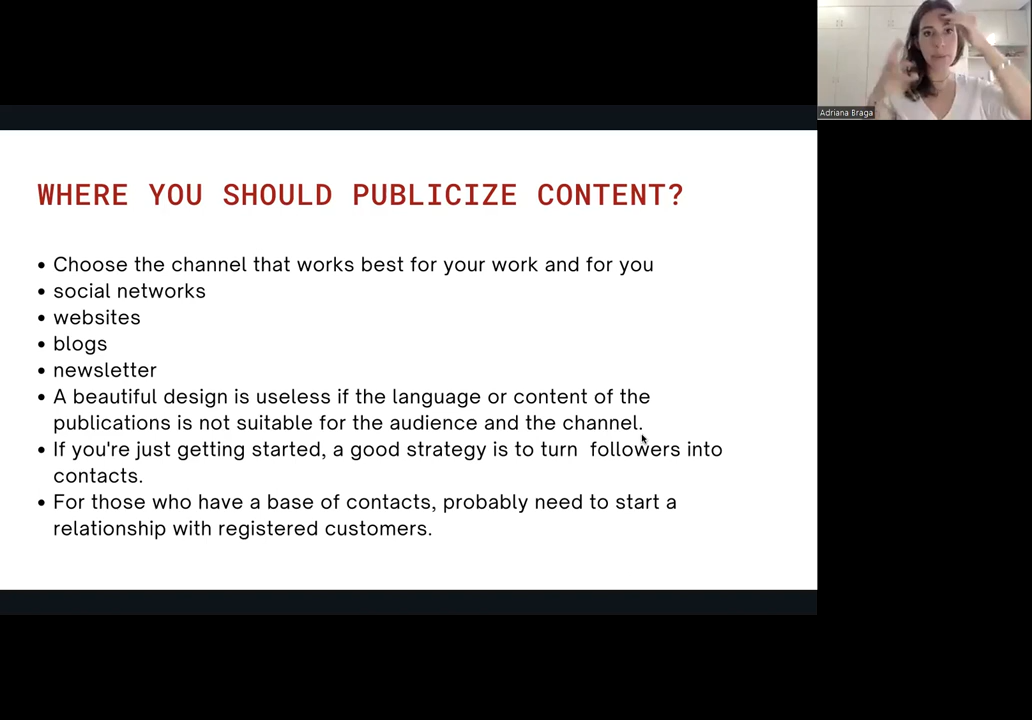 Adriana Braga
WHERE YOU SHOULD PUBLICIZE CONTENT?
• Choose the channel that works best for your work and for you
• social networks
• websites
• blogs
• newsletter
• A beautiful design is useless if the language or content of the
publications is not suitable for the audience and the channel.
• If you're just getting started, a good strategy is to turn  followers into
contacts.
• For those who have a base of contacts, probably need to start a
relationship with registered customers.